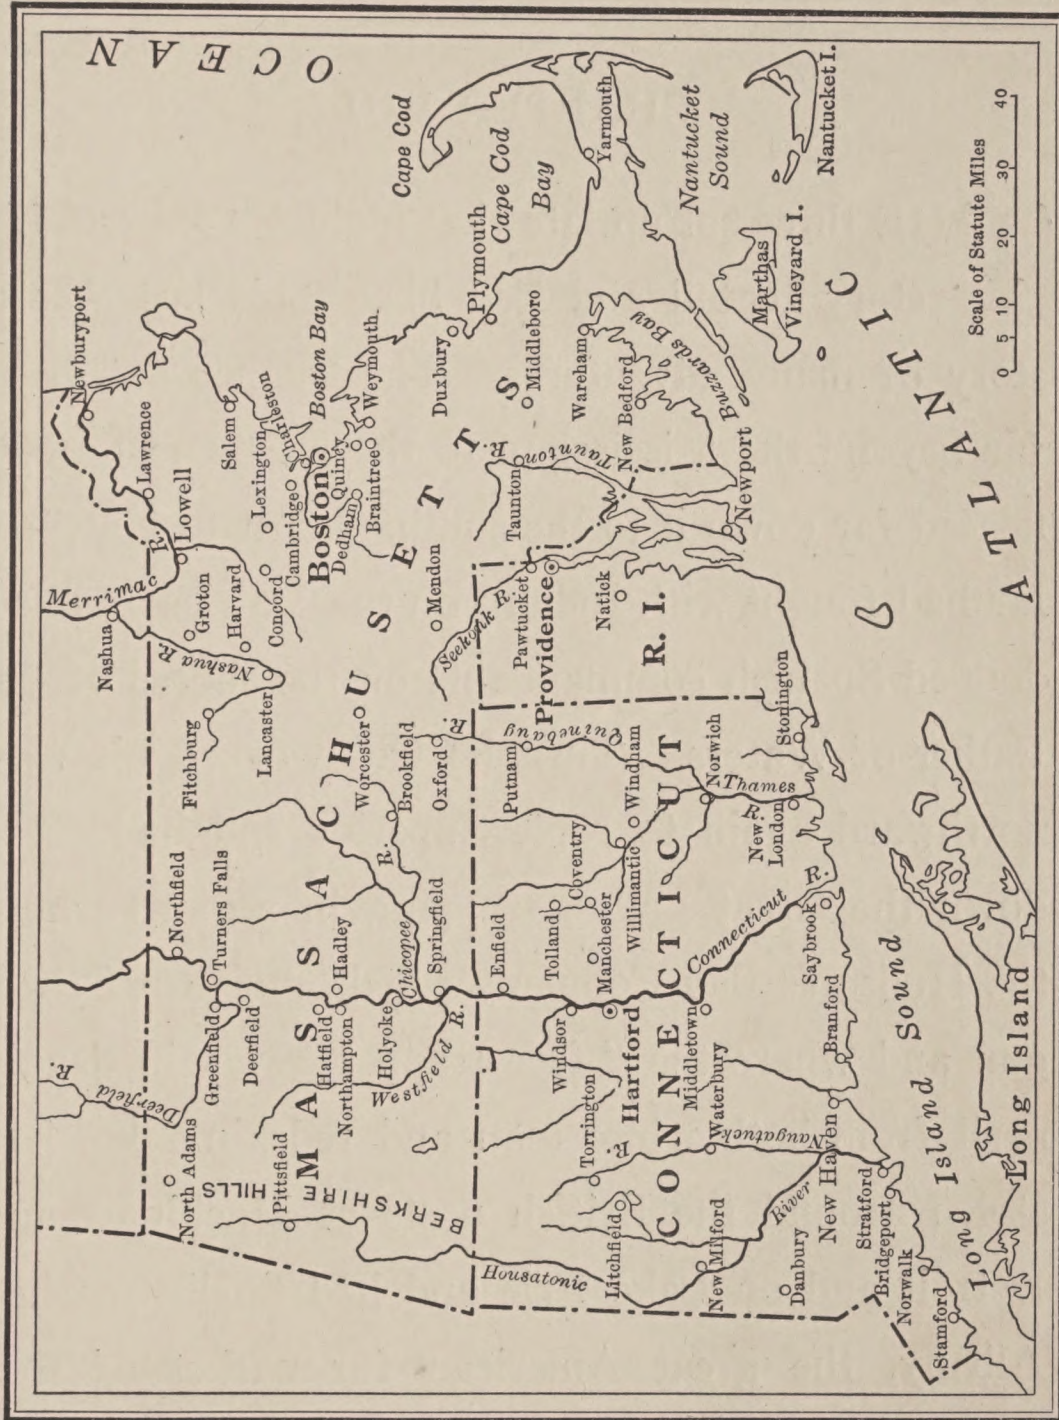 OCEAN
ATLANTIC
MASSACHUSETTS
CONNECTICUT
R. I.
Newburyport
Merrimac
R.
Lawrence
Lowell
Nashua
Nashua R.
Groton
Harvard
Concord
Fitchburg
Lancaster
Salem
Lexington
Charleston
Cambridge
Boston
Boston Bay
Dedham
Quincy
Braintree
Weymouth
Northfield
Turners Falls
Greenfield
Deerfield
Deerfield
R.
North Adams
Pittsfield
BERKSHIRE HILLS
Hatfield
Hadley
Northampton
Holyoke
Westfield
R.
Chicopee
R.
Springfield
Worcester
Brookfield
Oxford
Mendon
Duxbury
Plymouth
Middleboro
Cape Cod
Cape Cod
Bay
Yarmouth
Wareham
New Bedford
Buzzards Bay
Taunton
Taunton
R.
Nantucket
Sound
Nantucket I.
Marthas
Vineyard I.
Seekonk R.
Pawtucket
Providence
Natick
Newport
Quinebaug
R.
Putnam
Windham
Norwich
Thames
R.
New
London
Stonington
Enfield
Tolland
Coventry
Manchester
Willimantic
Windsor
Hartford
Middletown
Connecticut
R.
Saybrook
Branford
Torrington
Waterbury
Naugatuck
R.
Litchfield
New Milford
Housatonic
River
Danbury
New Haven
Stratford
Bridgeport
Norwalk
Stamford
Long Island Sound
Long Island
Scale of Statute Miles
0 5 10 20 30 40